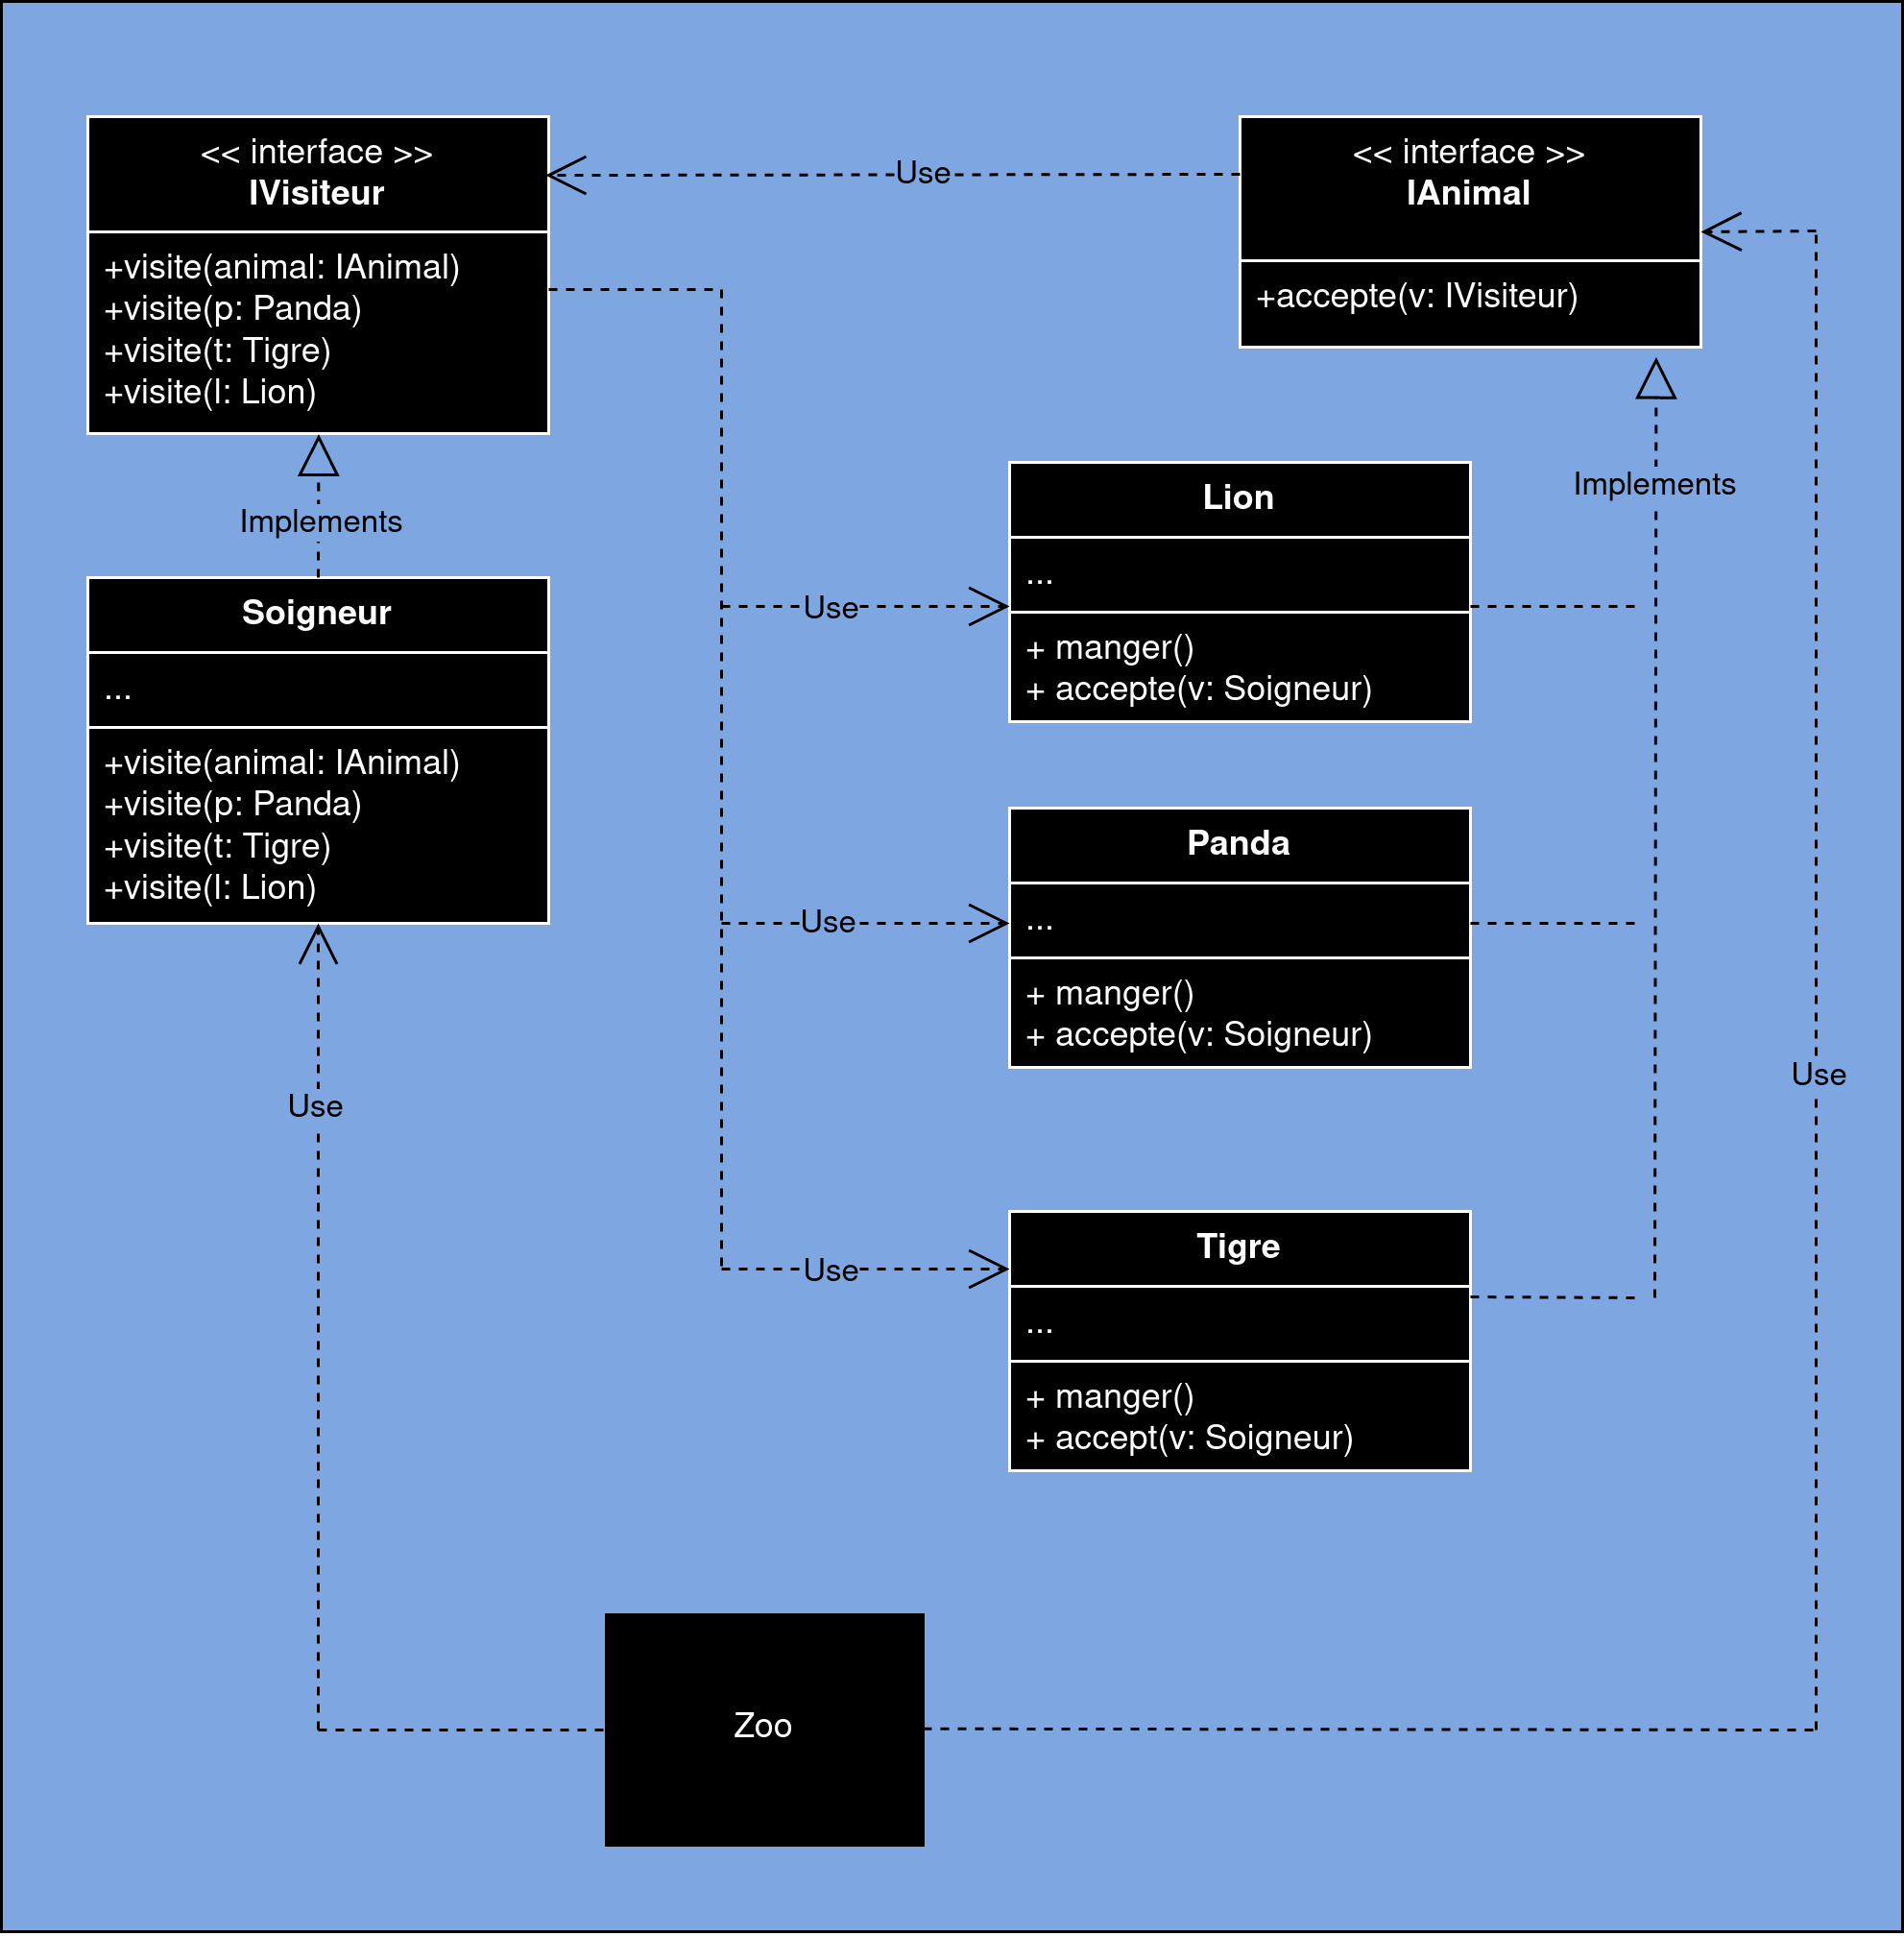 << interface >>
IVisiteur
+visite(animal: IAnimal)
+visite(p: Panda)
+visite(t: Tigre)
+visite(l: Lion)
Use
<< interface >>
IAnimal
+accepte(v: IVisiteur)
Implements
Implements
Soigneur
...
+visite(animal: IAnimal)
+visite(p: Panda)
+visite(t: Tigre)
+visite(l: Lion)
Use
Lion
...
+ manger()
+ accepte(v: Soigneur)
Use
Panda
...
+ manger()
+ accepte(v: Soigneur)
Use
Use
Use
Tigre
...
+ manger()
+ accept(v: Soigneur)
Zoo